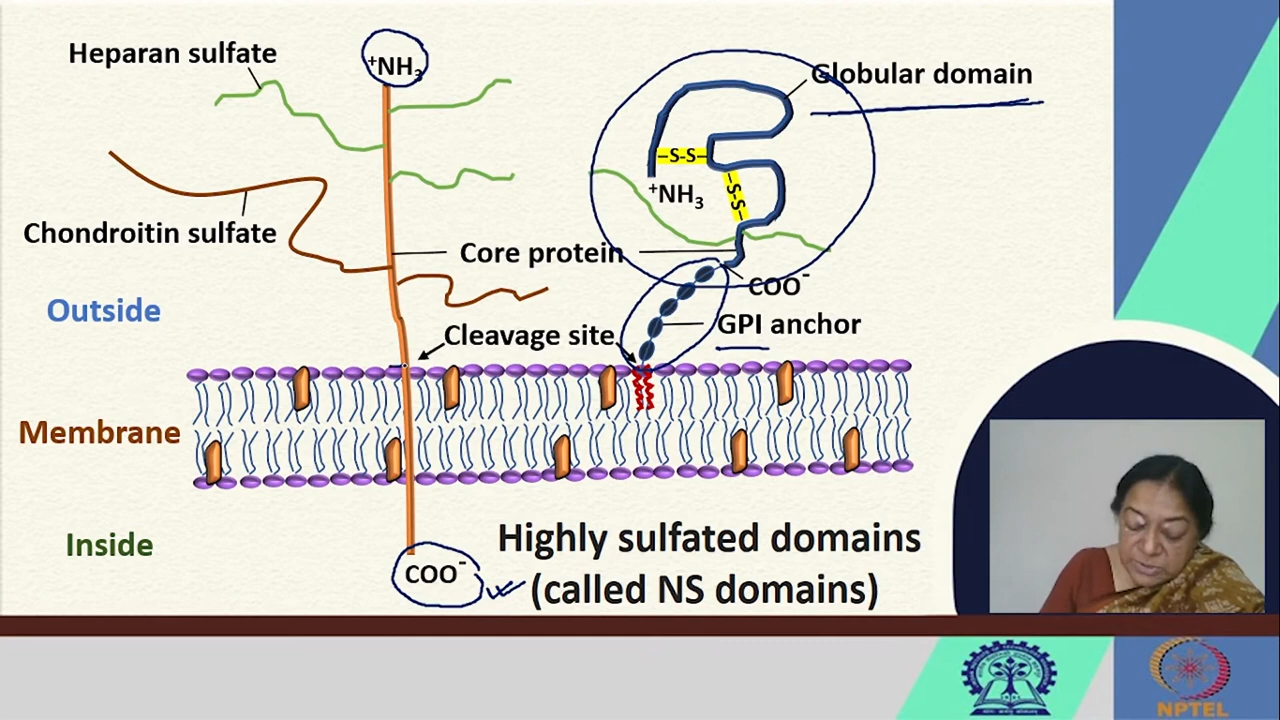 Heparan sulfate
⁺NH₃
Globular domain
–S-S–
⁺NH₃
–S-S–
Chondroitin sulfate
Core protein
COO⁻
Outside
GPI anchor
Cleavage site
Membrane
Inside
COO⁻
Highly sulfated domains
(called NS domains)
NPTEL